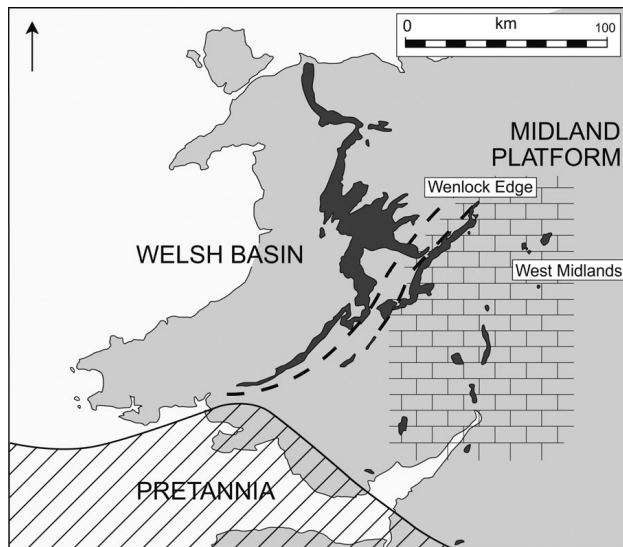 0 km 100
MIDLAND
PLATFORM
Wenlock Edge
WELSH BASIN
West Midlands
PRETANNIA